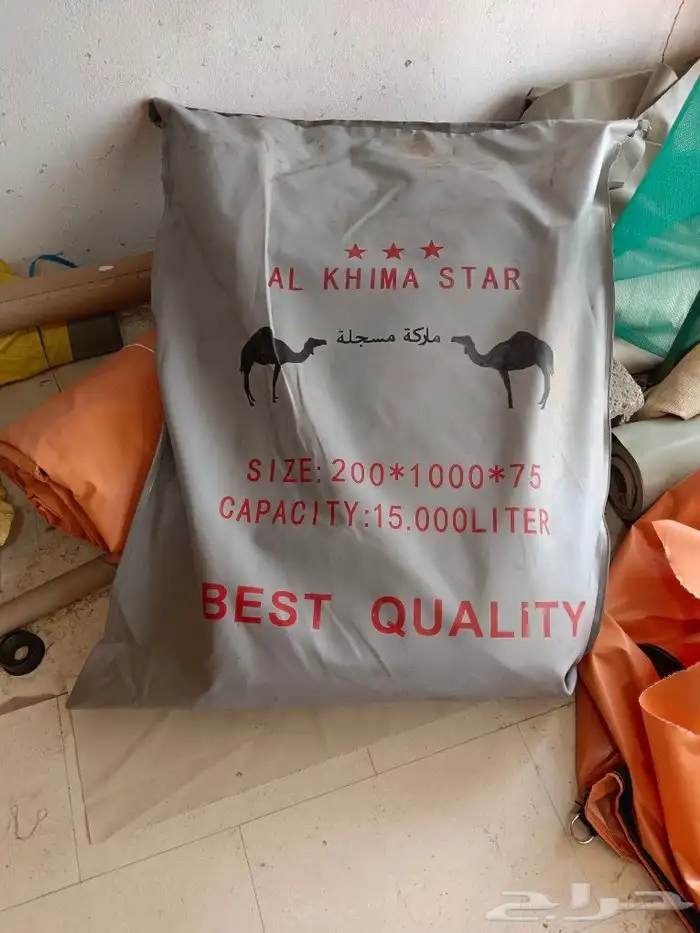 AL KHIMA STAR
ماركة مسجلة
SIZE: 200*1000*75
CAPACITY:15.000LITER
BEST QUALiTY
حراج